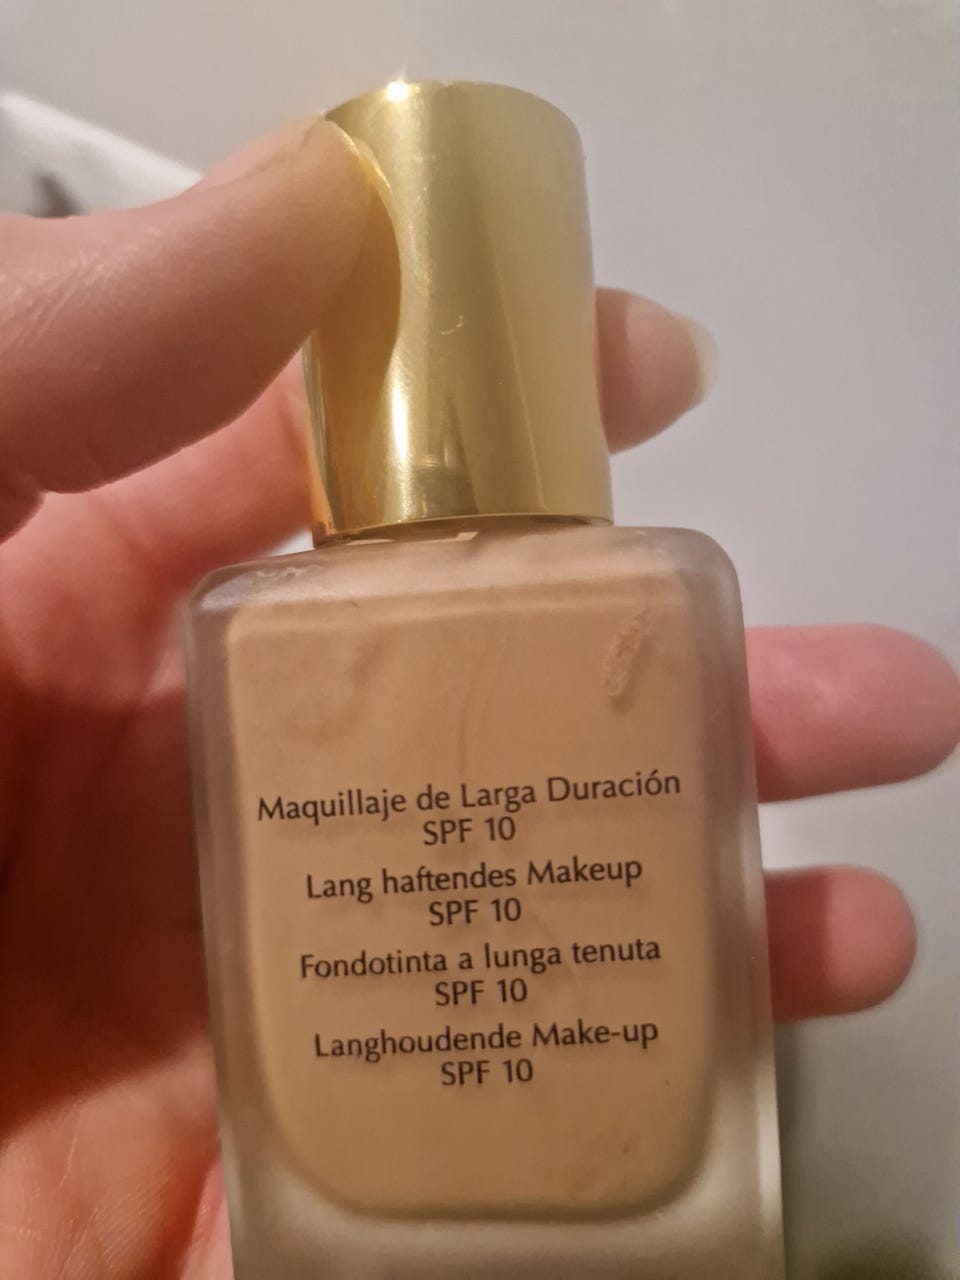 Maquillaje de Larga Duración
SPF 10
Lang haftendes Makeup
SPF 10
Fondotinta a lunga tenuta
SPF 10
Langhoudende Make-up
SPF 10